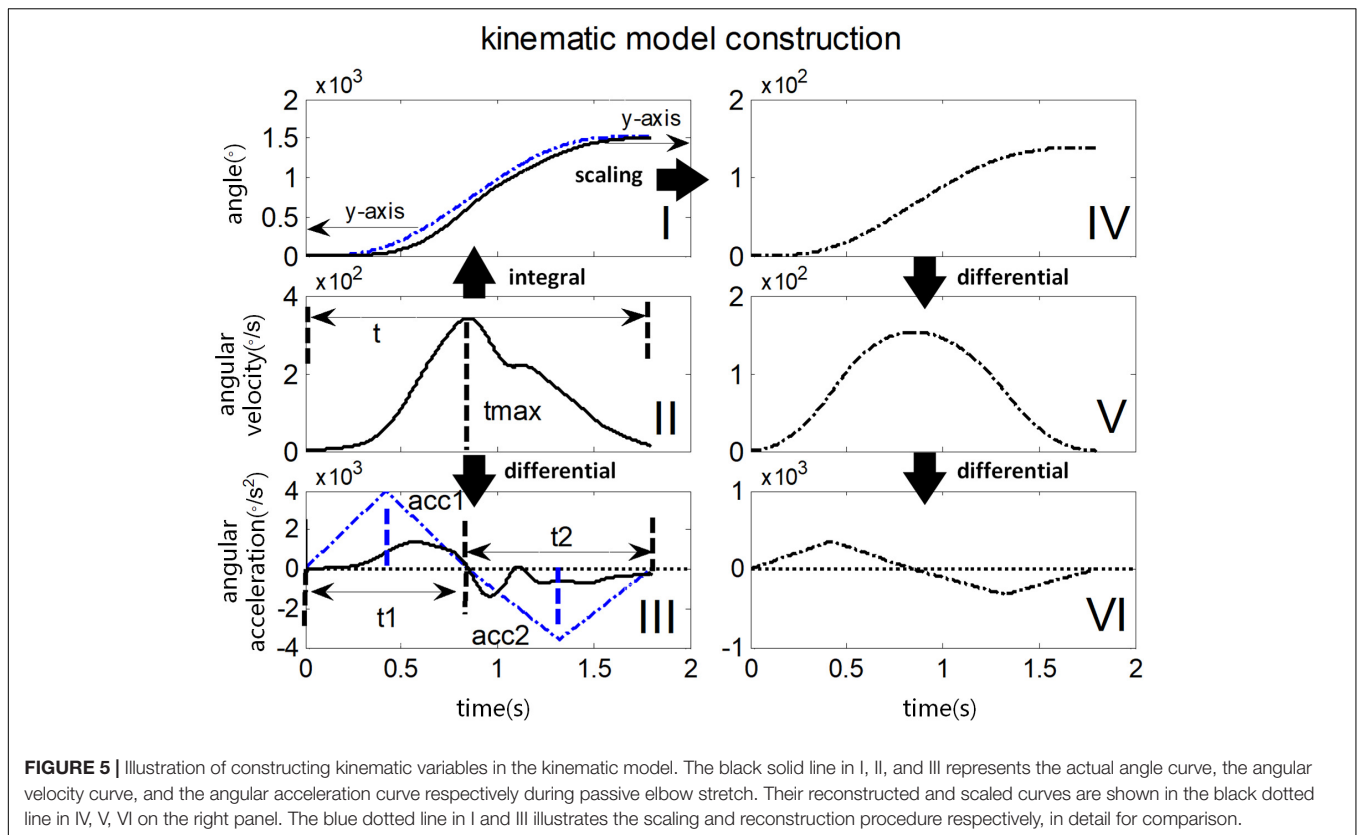 kinematic model construction
x10³
2
1.5
1
0.5
0
angle(°)
y-axis
y-axis
scaling
I
x10²
2
1
0
IV
integral
differential
x10²
4
2
0
angular
velocity(°/s)
t
tmax
II
x10²
2
1
0
V
differential
differential
x10³
4
2
0
-2
-4
angular
acceleration(°/s²)
acc1
t2
t1
acc2
III
0
0.5
1
1.5
2
time(s)
x10³
1
0
-1
VI
0
0.5
1
1.5
2
time(s)
FIGURE 5 | Illustration of constructing kinematic variables in the kinematic model. The black solid line in I, II, and III represents the actual angle curve, the angular
velocity curve, and the angular acceleration curve respectively during passive elbow stretch. Their reconstructed and scaled curves are shown in the black dotted
line in IV, V, VI on the right panel. The blue dotted line in I and III illustrates the scaling and reconstruction procedure respectively, in detail for comparison.